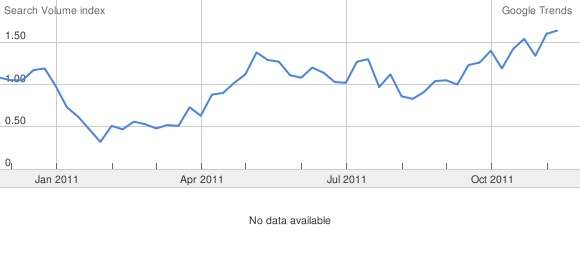 Search Volume index
Google Trends
1.50
1.00
0.50
0
Jan 2011
Apr 2011
Jul 2011
Oct 2011
No data available